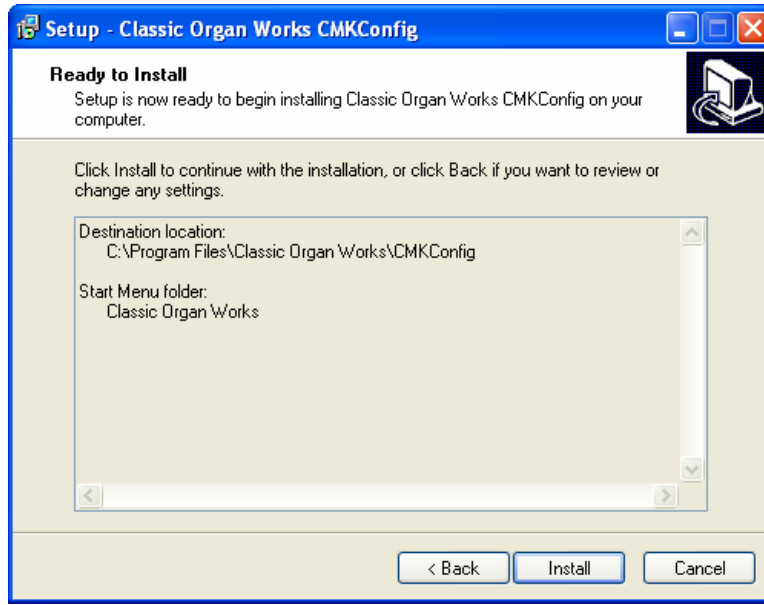 Setup - Classic Organ Works CMKConfig
Ready to Install
Setup is now ready to begin installing Classic Organ Works CMKConfig on your
computer.
Click Install to continue with the installation, or click Back if you want to review or
change any settings.
Destination location:
C:\Program Files\Classic Organ Works\CMKConfig
Start Menu folder:
Classic Organ Works
< Back Install Cancel